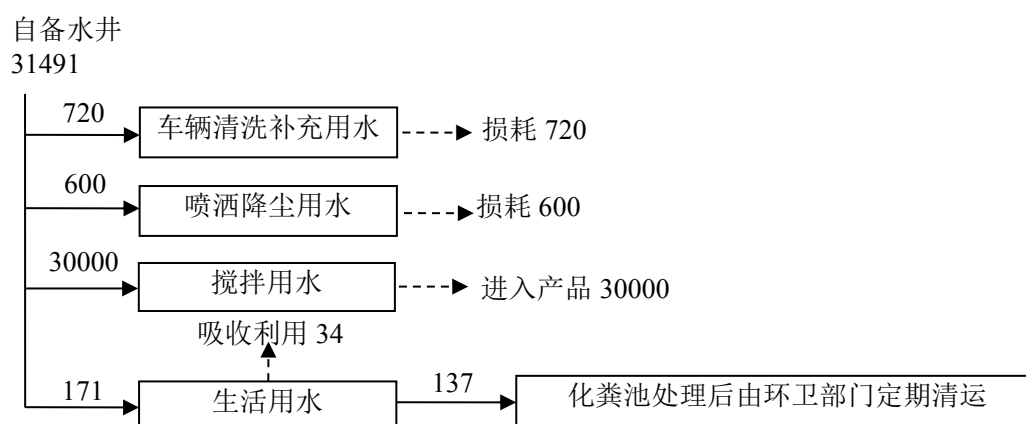 自备水井
31491
720
车辆清洗补充用水
损耗 720
600
喷洒降尘用水
损耗 600
30000
搅拌用水
进入产品 30000
吸收利用 34
171
生活用水
137
化粪池处理后由环卫部门定期清运